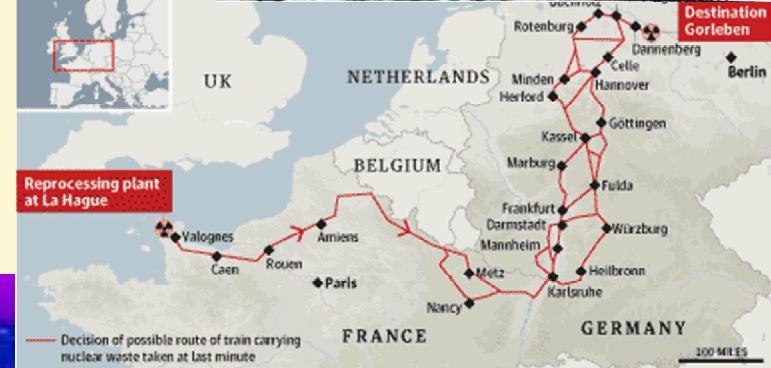 Destination
Gorleben
Rotenburg
Dannenberg
Celle
Berlin
UK
NETHERLANDS
Minden
Hannover
Herford
Göttingen
Kassel
BELGIUM
Marburg
Reprocessing plant
at La Hague
Fulda
Frankfurt
Darmstadt
Würzburg
Valognes
Amiens
Mannheim
Caen
Rouen
Metz
Heilbronn
Paris
Karlsruhe
Nancy
FRANCE
GERMANY
Decision of possible route of train carrying
nuclear waste taken at last minute
100 MILES